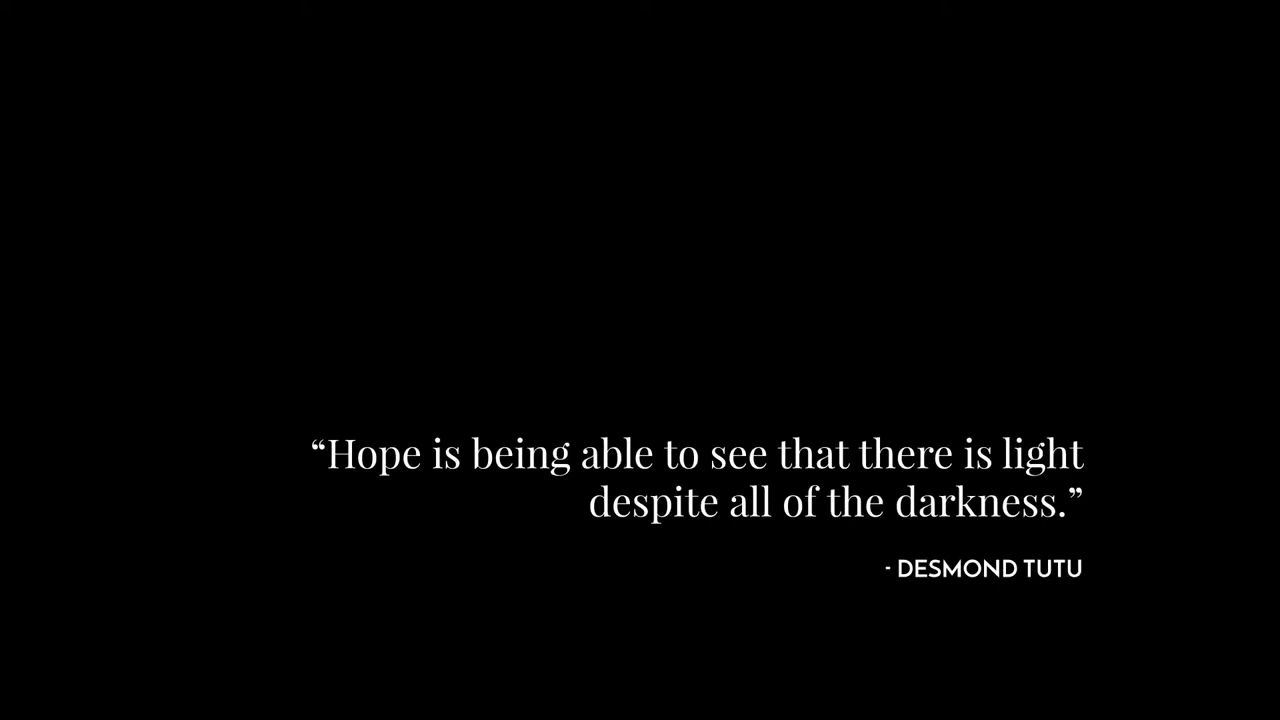 “Hope is being able to see that there is light
despite all of the darkness.”
- DESMOND TUTU